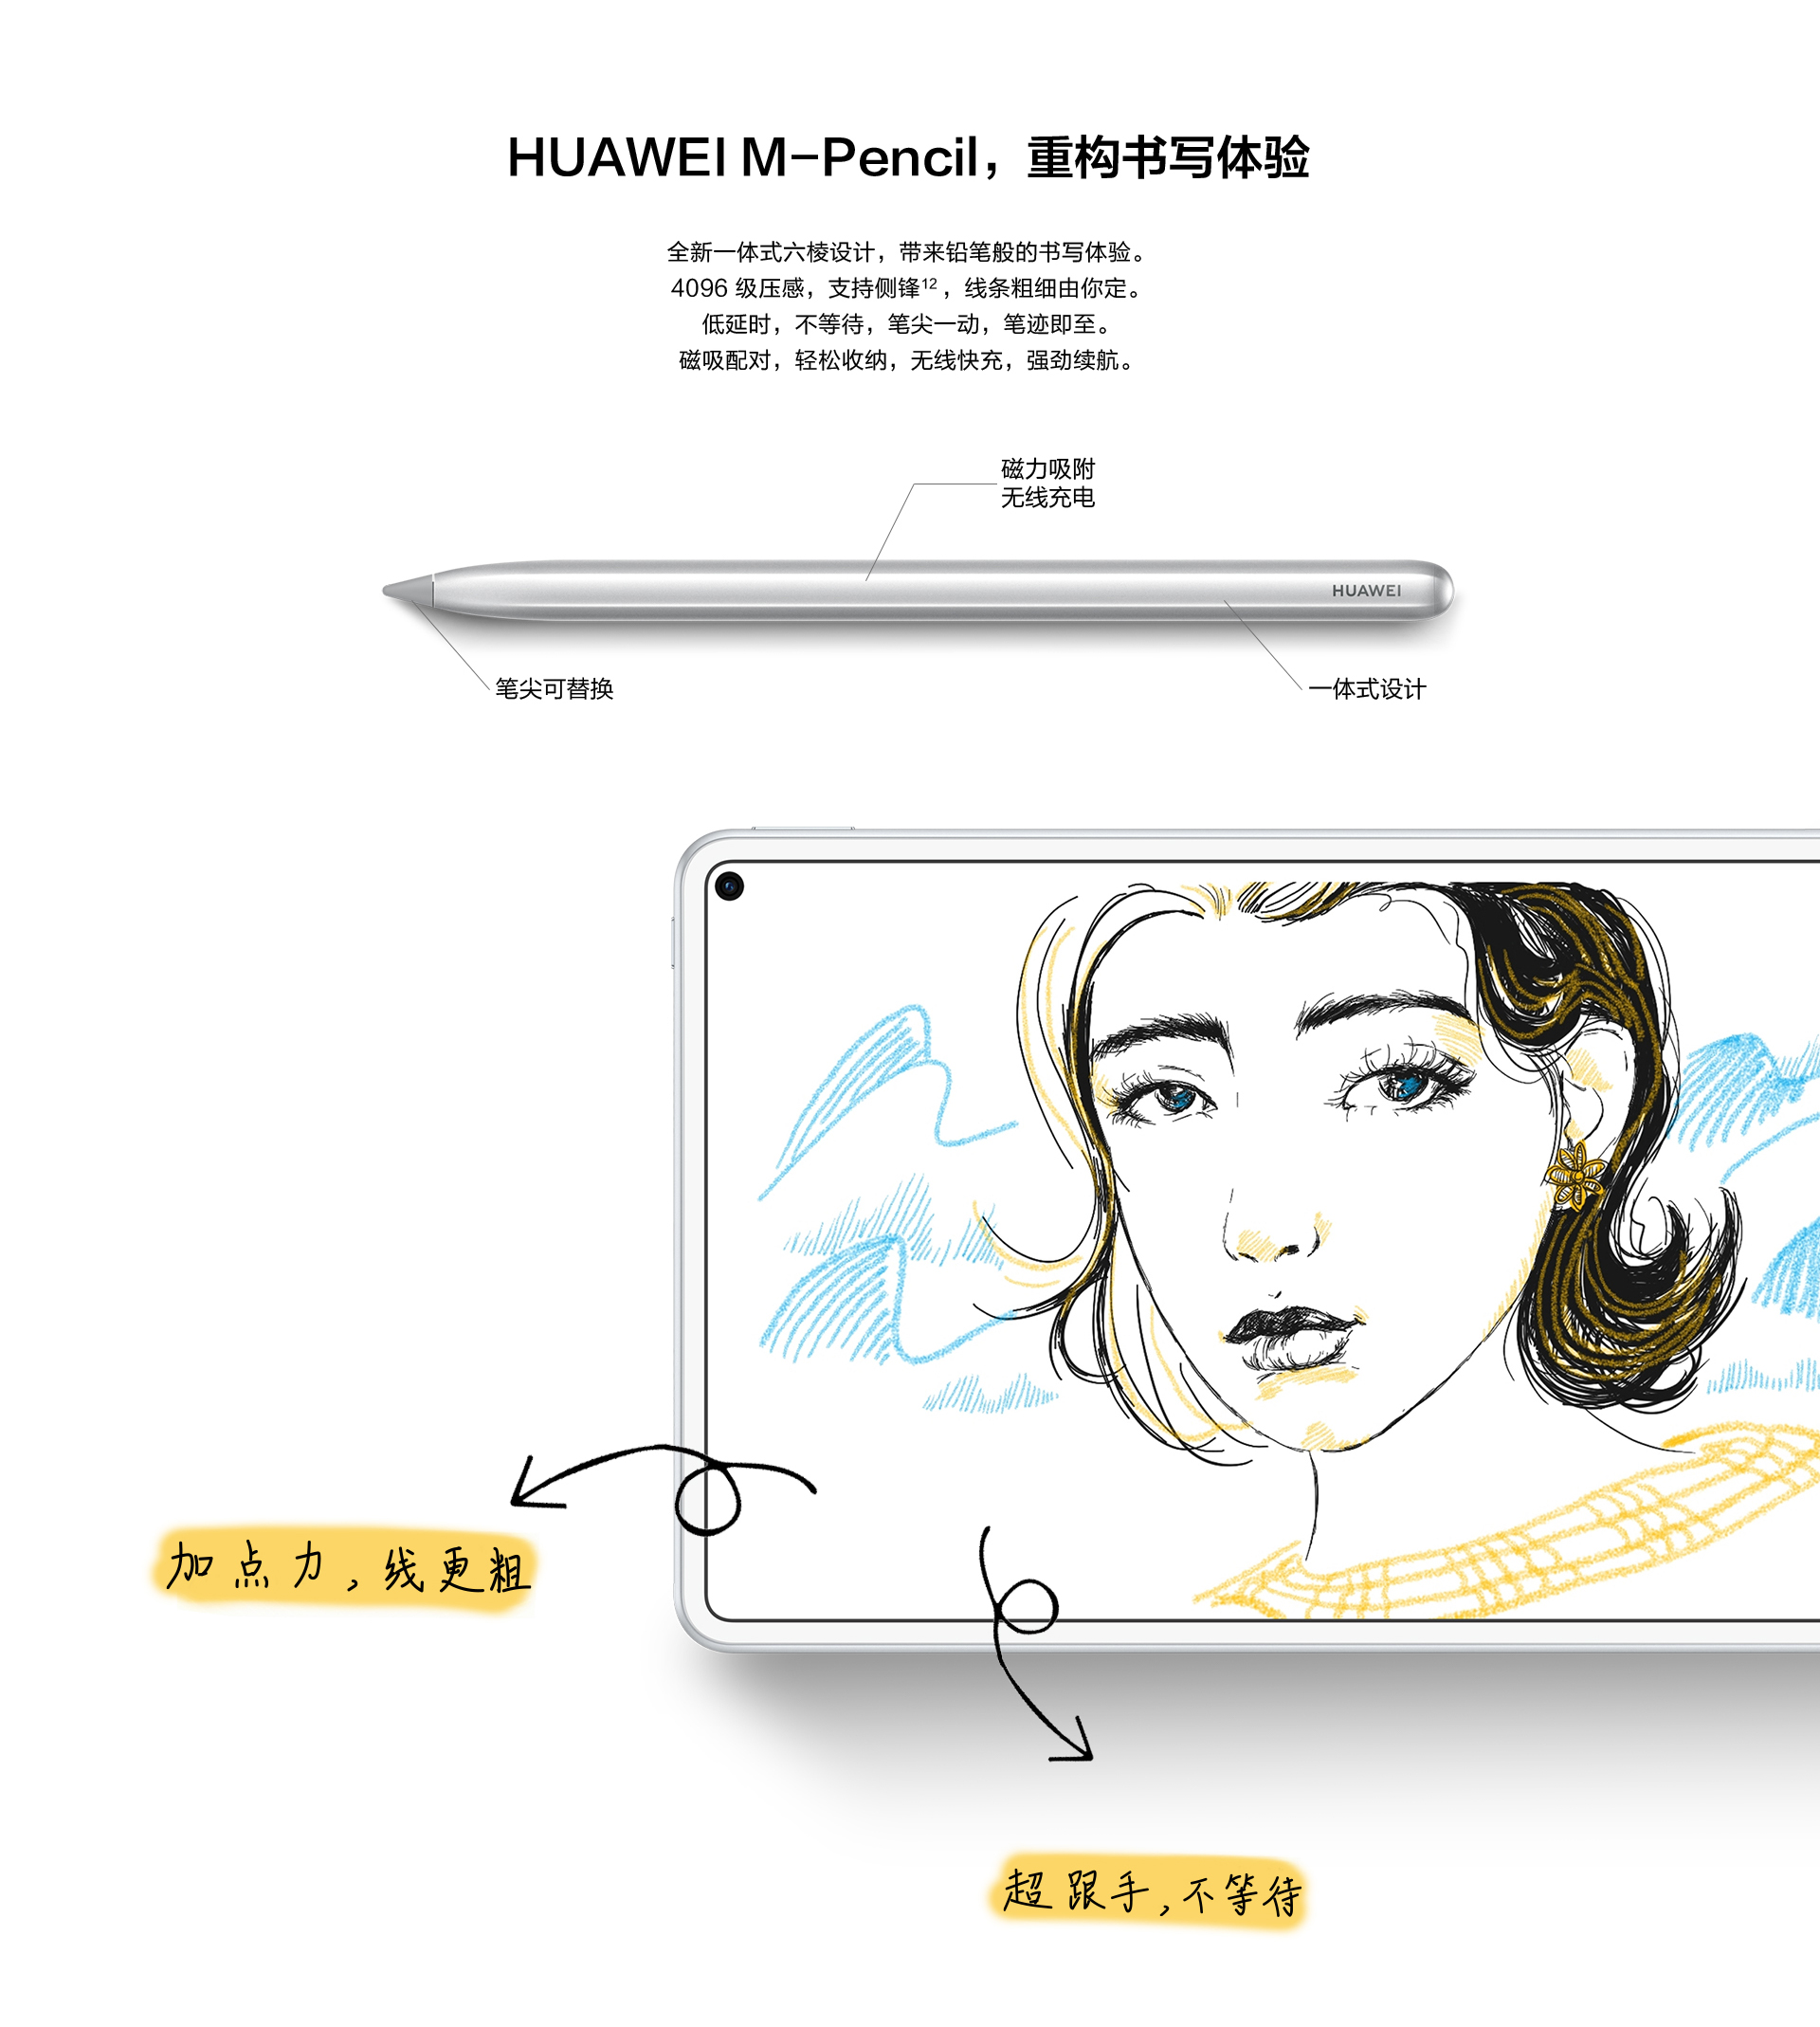 HUAWEI M-Pencil，重构书写体验
全新一体式六棱设计，带来铅笔般的书写体验。
4096 级压感，支持侧锋¹²，线条粗细由你定。
低延时，不等待，笔尖一动，笔迹即至。
磁吸配对，轻松收纳，无线快充，强劲续航。
磁力吸附
无线充电
HUAWEI
笔尖可替换
一体式设计
加点力，线更粗
超跟手，不等待